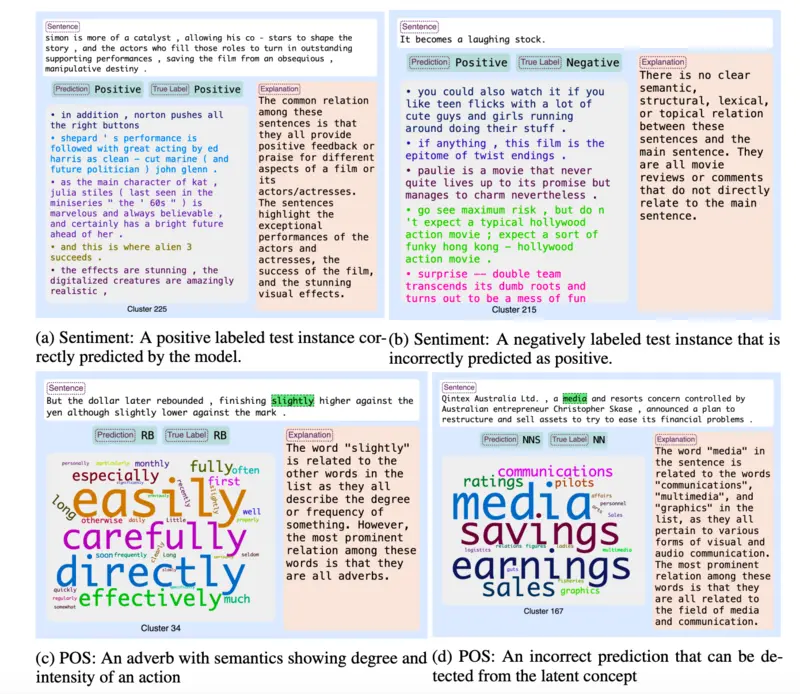 Sentence
simon is more of a catalyst , allowing his co - stars to shape the
story , and the actors who fill those roles to turn in outstanding
supporting performances , saving the film from an obsequious ,
manipulative destiny .
Prediction Positive True Label Positive
• in addition , norton pushes all
the right buttons
• shepard ' s performance is
followed with great acting by ed
harris as clean - cut marine ( and
future politician ) john glenn .
• as the main character of kat ,
julia stiles ( last seen in the
miniseries " the ' 60s " ) is
marvelous and always believable ,
and certainly has a bright future
ahead of her .
• and this is where alien 3
succeeds .
• the effects are stunning , the
digitalized creatures are amazingly
realistic ,
Cluster 225
Explanation
The common relation
among these
sentences is that
they all provide
positive feedback or
praise for different
aspects of a film or
its
actors/actresses.
The sentences
highlight the
exceptional
performances of the
actors and
actresses, the
success of the film,
and the stunning
visual effects.
(a) Sentiment: A positive labeled test instance cor-
rectly predicted by the model.
Sentence
It becomes a laughing stock.
Prediction Positive True Label Negative
• you could also watch it if you
like teen flicks with a lot of
cute guys and girls running
around doing their stuff .
• if anything , this film is the
epitome of twist endings .
• paulie is a movie that never
quite lives up to its promise but
manages to charm nevertheless .
• go see maximum risk , but do n
't expect a typical hollywood
action movie ; expect a sort of
funky hong kong - hollywood
action movie .
• surprise -- double team
transcends its dumb roots and
turns out to be a mess of fun
Cluster 215
Explanation
There is no clear
semantic,
structural, lexical,
or topical relation
between these
sentences and the
main sentence. They
are all movie
reviews or comments
that do not directly
relate to the main
sentence.
(b) Sentiment: A negatively labeled test instance that is
incorrectly predicted as positive.
Sentence
But the dollar later rebounded , finishing slightly higher against the
yen although slightly lower against the mark .
Prediction RB True Label RB
personally particularly monthly fully often
especially recently slightly first
easily
long well
otherwise daily Little
carefully
soon frequently Long seldom
clearly
directly
quickly
regularly effectively much
somewhat
Cluster 34
Explanation
The word "slightly"
is related to the
other words in the
list as they all
describe the degree
or frequency of
something. However,
the most prominent
relation among these
words is that they
are all adverbs.
(c) POS: An adverb with semantics showing degree and
intensity of an action
Sentence
Qintex Australia Ltd. , a media and resorts concern controlled by
Australian entrepreneur Christopher Skase , announced a plan to
restructure and sell assets to try to ease its financial problems .
Prediction NNS True Label NN
communications
ratings pilots
media affairs
personnel
arts Sales
savings
logistics relations figures ladies multimedia
earnings
guts
sales fisheries
graphics
Cluster 167
Explanation
The word "media" in
the sentence is
related to the words
"communications",
"multimedia", and
"graphics" in the
list, as they all
pertain to various
forms of visual and
audio communication.
The most prominent
relation among these
words is that they
are all related to
the field of media
and communication.
(d) POS: An incorrect prediction that can be de-
tected from the latent concept